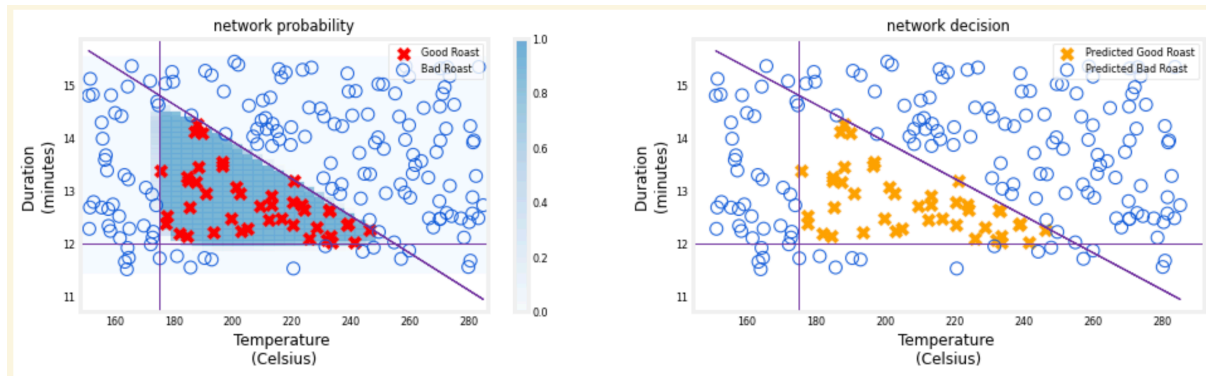 network probability
Good Roast
Bad Roast
15
14
13
12
11
Duration
(minutes)
160
180
200
220
240
260
280
Temperature
(Celsius)
1.0
0.8
0.6
0.4
0.2
0.0
network decision
Predicted Good Roast
Predicted Bad Roast
15
14
13
12
11
Duration
(minutes)
160
180
200
220
240
260
280
Temperature
(Celsius)